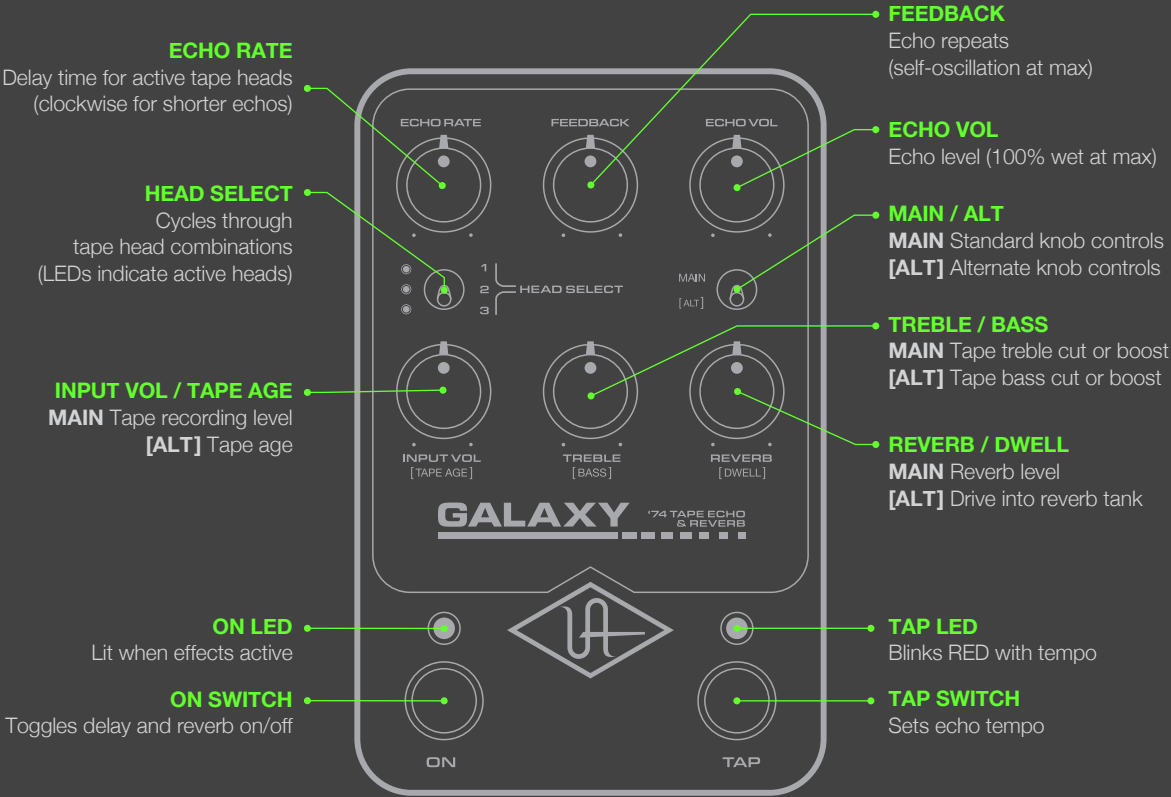 ECHO RATE
Delay time for active tape heads
(clockwise for shorter echos)
HEAD SELECT
Cycles through
tape head combinations
(LEDs indicate active heads)
INPUT VOL / TAPE AGE
MAIN Tape recording level
[ALT] Tape age
ON LED
Lit when effects active
ON SWITCH
Toggles delay and reverb on/off
ECHO RATE
FEEDBACK
ECHO VOL
1
2
3
HEAD SELECT
MAIN
[ALT]
INPUT VOL
[TAPE AGE]
TREBLE
[BASS]
REVERB
[DWELL]
GALAXY
'74 TAPE ECHO
& REVERB
UA
ON
TAP
FEEDBACK
Echo repeats
(self-oscillation at max)
ECHO VOL
Echo level (100% wet at max)
MAIN / ALT
MAIN Standard knob controls
[ALT] Alternate knob controls
TREBLE / BASS
MAIN Tape treble cut or boost
[ALT] Tape bass cut or boost
REVERB / DWELL
MAIN Reverb level
[ALT] Drive into reverb tank
TAP LED
Blinks RED with tempo
TAP SWITCH
Sets echo tempo